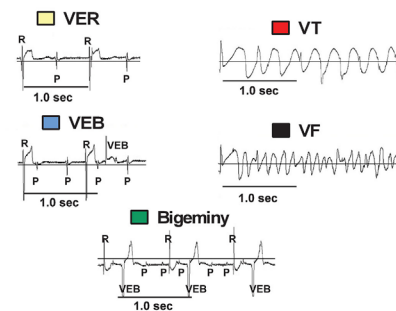 VER
R R
P P
1.0 sec
VT
1.0 sec
VEB
R R VEB
P P P P
1.0 sec
VF
1.0 sec
Bigeminy
R R R
P P P P
VEB VEB VEB
1.0 sec